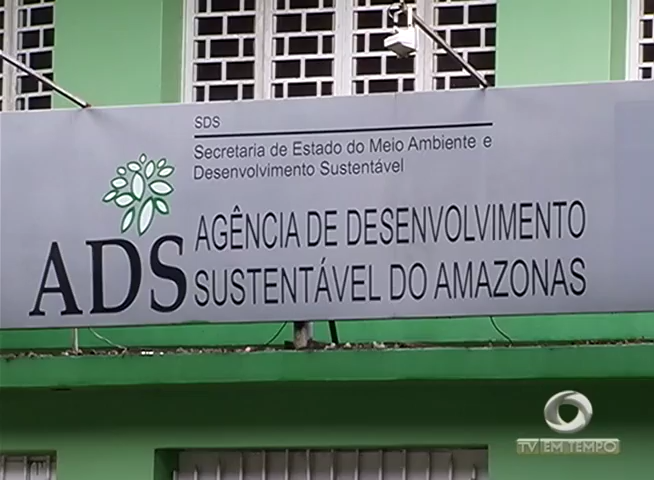 SDS
Secretaria de Estado do Meio Ambiente e
Desenvolvimento Sustentável
ADS
AGÊNCIA DE DESENVOLVIMENTO
SUSTENTÁVEL DO AMAZONAS
TV EM TEMPO